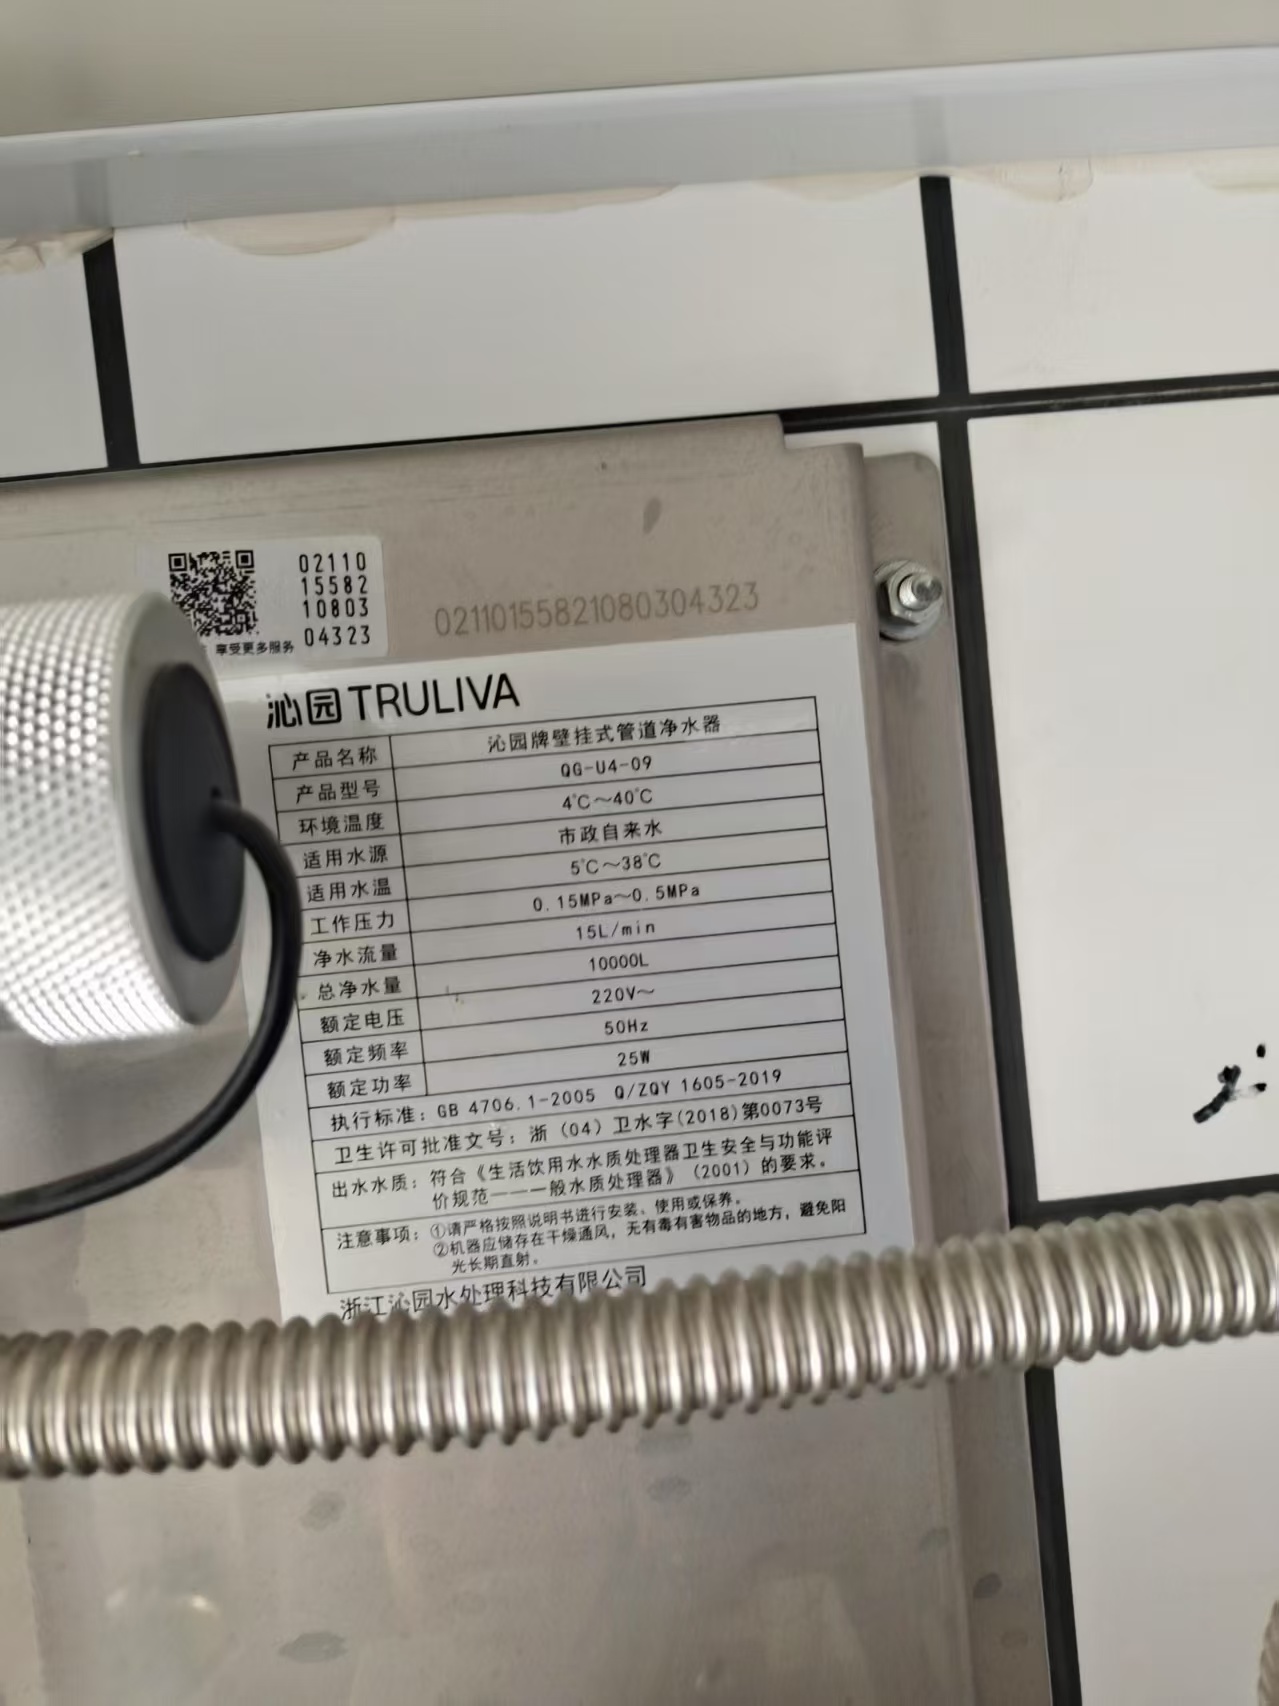 02110
15582
10803
04323
享受更多服务
02110155821080304323
沁园 TRULIVA
产品名称 沁园牌壁挂式管道净水器
产品型号 QG-U4-09
环境温度 4℃~40℃
适用水源 市政自来水
适用水温 5℃~38℃
工作压力 0.15MPa~0.5MPa
净水流量 15L/min
总净水量 10000L
额定电压 220V~
额定频率 50Hz
额定功率 25W
执行标准：GB 4706.1-2005 Q/ZQY 1605-2019
卫生许可批准文号：浙（04）卫水字(2018)第0073号
出水水质：符合《生活饮用水水质处理器卫生安全与功能评
价规范———一般水质处理器》（2001）的要求。
注意事项：①请严格按照说明书进行安装、使用或保养。
②机器应储存在干燥通风，无有毒有害物品的地方，避免阳
光长期直射。
浙江沁园水处理科技有限公司